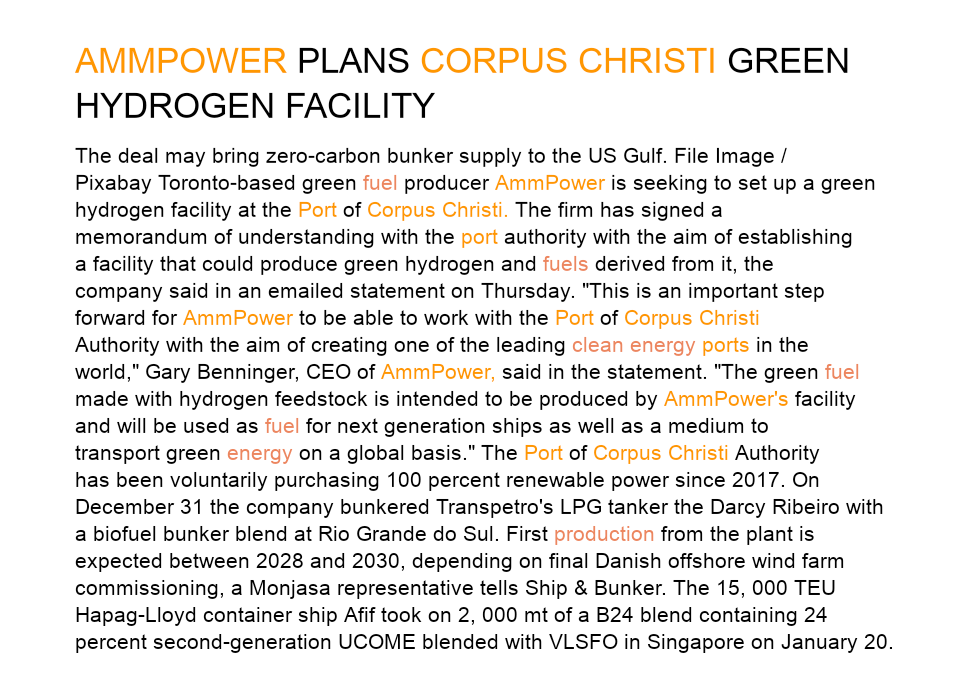 AMMPOWER PLANS CORPUS CHRISTI GREEN
HYDROGEN FACILITY
The deal may bring zero-carbon bunker supply to the US Gulf. File Image /
Pixabay Toronto-based green fuel producer AmmPower is seeking to set up a green
hydrogen facility at the Port of Corpus Christi. The firm has signed a
memorandum of understanding with the port authority with the aim of establishing
a facility that could produce green hydrogen and fuels derived from it, the
company said in an emailed statement on Thursday. "This is an important step
forward for AmmPower to be able to work with the Port of Corpus Christi
Authority with the aim of creating one of the leading clean energy ports in the
world," Gary Benninger, CEO of AmmPower, said in the statement. "The green fuel
made with hydrogen feedstock is intended to be produced by AmmPower's facility
and will be used as fuel for next generation ships as well as a medium to
transport green energy on a global basis." The Port of Corpus Christi Authority
has been voluntarily purchasing 100 percent renewable power since 2017. On
December 31 the company bunkered Transpetro's LPG tanker the Darcy Ribeiro with
a biofuel bunker blend at Rio Grande do Sul. First production from the plant is
expected between 2028 and 2030, depending on final Danish offshore wind farm
commissioning, a Monjasa representative tells Ship & Bunker. The 15, 000 TEU
Hapag-Lloyd container ship Afif took on 2, 000 mt of a B24 blend containing 24
percent second-generation UCOME blended with VLSFO in Singapore on January 20.